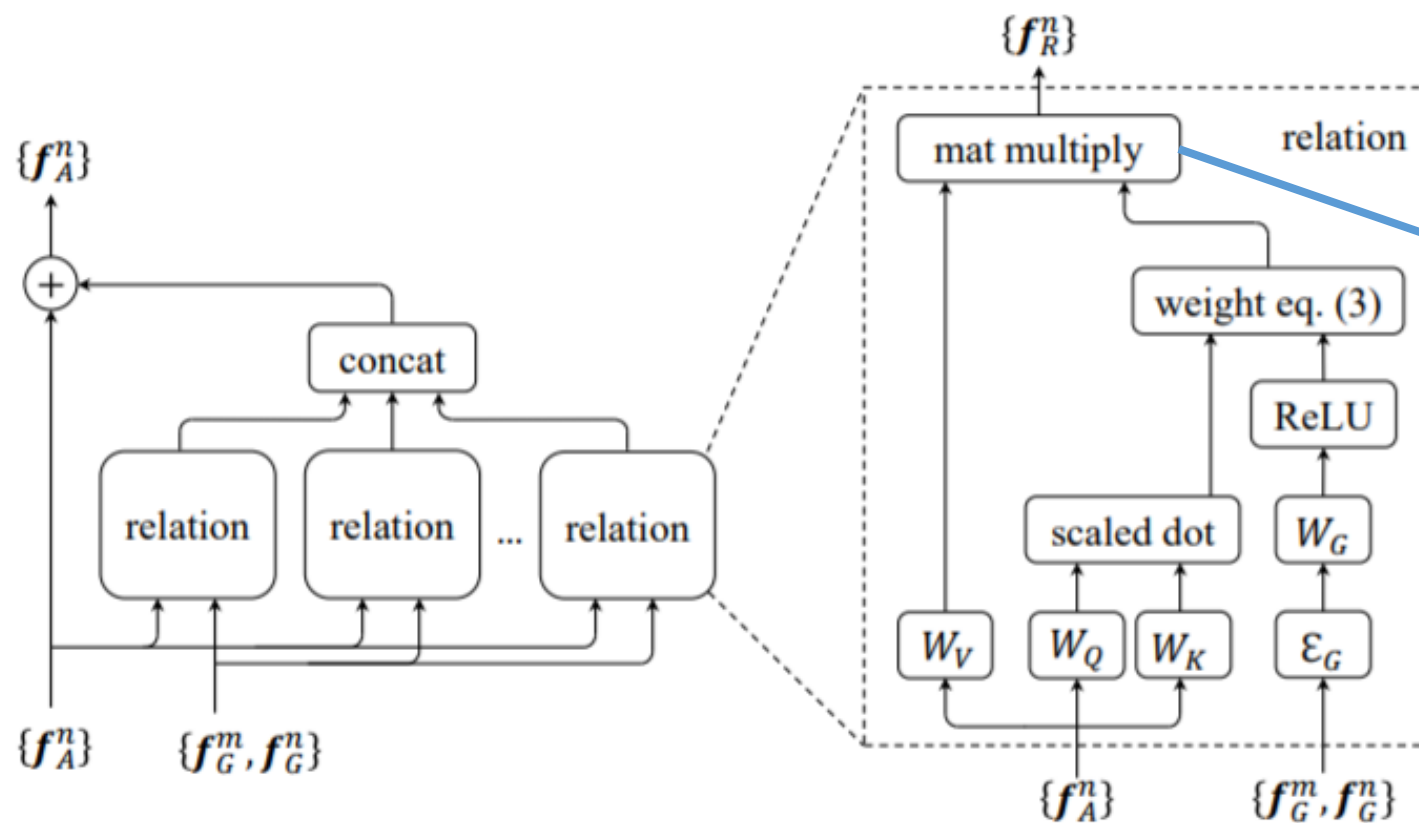 {f_A^n}
+
concat
relation
relation
...
relation
{f_A^n}
{f_G^m, f_G^n}
{f_R^n}
relation
mat multiply
weight eq. (3)
ReLU
scaled dot
W_G
W_V
W_Q
W_K
Ɛ_G
{f_A^n}
{f_G^m, f_G^n}